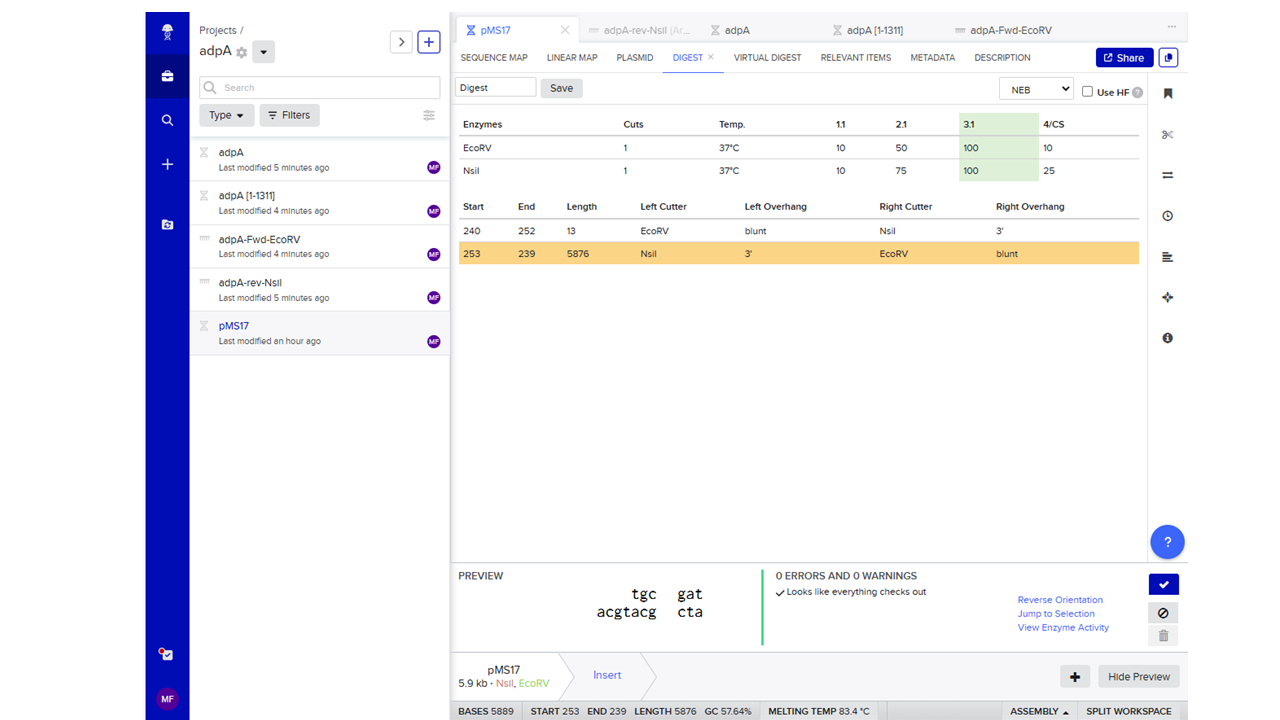 Projects /
adpA
Search
Type
Filters
adpA
Last modified 5 minutes ago
MF
adpA [1-1311]
Last modified 4 minutes ago
MF
adpA-Fwd-EcoRV
Last modified 4 minutes ago
MF
adpA-rev-NsiI
Last modified 5 minutes ago
MF
pMS17
Last modified an hour ago
MF
MF
pMS17
adpA-rev-NsiI (Ar...
adpA
adpA [1-1311]
adpA-Fwd-EcoRV
...
SEQUENCE MAP LINEAR MAP PLASMID DIGEST × VIRTUAL DIGEST RELEVANT ITEMS METADATA DESCRIPTION
Share
Digest
Save
NEB
Use HF ?
Enzymes Cuts Temp. 1.1 2.1 3.1 4/CS
EcoRV 1 37°C 10 50 100 10
NsiI 1 37°C 10 75 100 25
Start End Length Left Cutter Left Overhang Right Cutter Right Overhang
240 252 13 EcoRV blunt NsiI 3'
253 239 5876 NsiI 3' EcoRV blunt
?
PREVIEW
tgc gat
acgtacg cta
0 ERRORS AND 0 WARNINGS
Looks like everything checks out
Reverse Orientation
Jump to Selection
View Enzyme Activity
pMS17
5.9 kb · NsiI, EcoRV
Insert
Hide Preview
BASES 5889 START 253 END 239 LENGTH 5876 GC 57.64% MELTING TEMP 83.4 °C ASSEMBLY SPLIT WORKSPACE